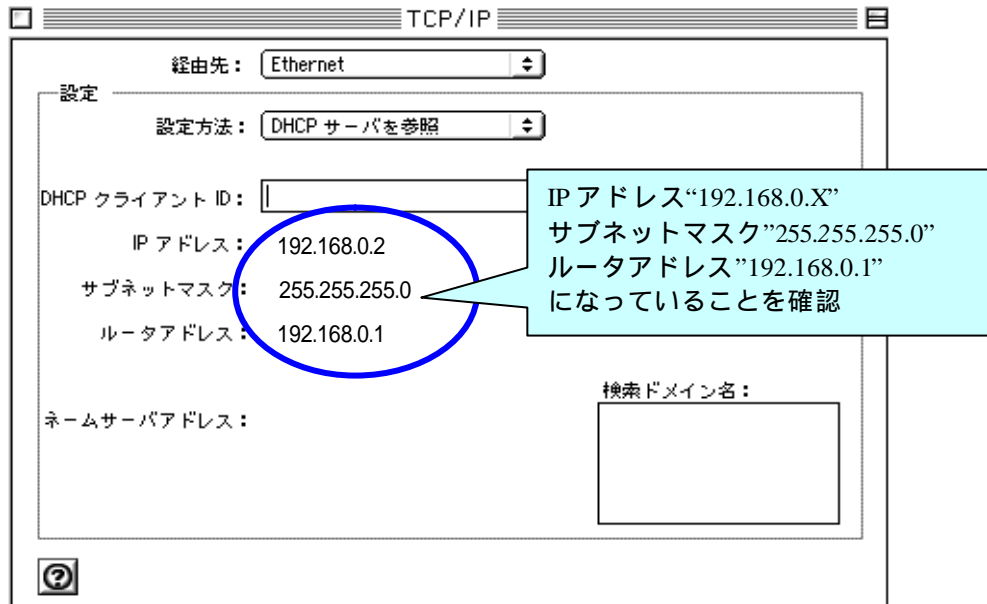 TCP/IP
経由先： Ethernet
設定
設定方法： DHCP サーバを参照
DHCP クライアント ID：
IP アドレス： 192.168.0.2
サブネットマスク： 255.255.255.0
ルータアドレス： 192.168.0.1
IP アドレス“192.168.0.X”
サブネットマスク”255.255.255.0”
ルータアドレス”192.168.0.1”
になっていることを確認
検索ドメイン名：
ネームサーバアドレス：
?